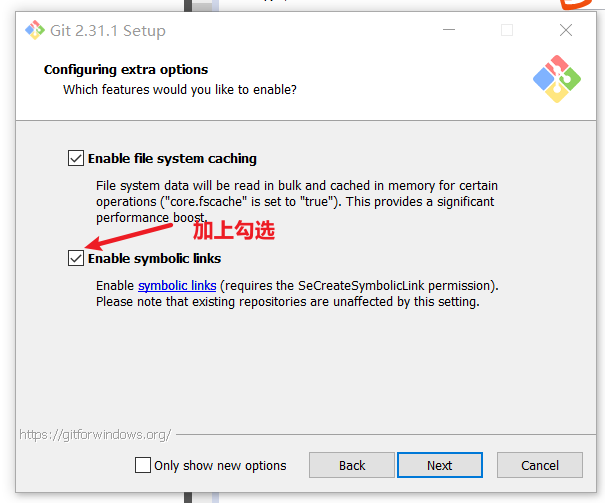 Git 2.31.1 Setup
Configuring extra options
Which features would you like to enable?
Enable file system caching
File system data will be read in bulk and cached in memory for certain
operations ("core.fscache" is set to "true"). This provides a significant
performance boost.
加上勾选
Enable symbolic links
Enable symbolic links (requires the SeCreateSymbolicLink permission).
Please note that existing repositories are unaffected by this setting.
https://gitforwindows.org/
Only show new options
Back
Next
Cancel